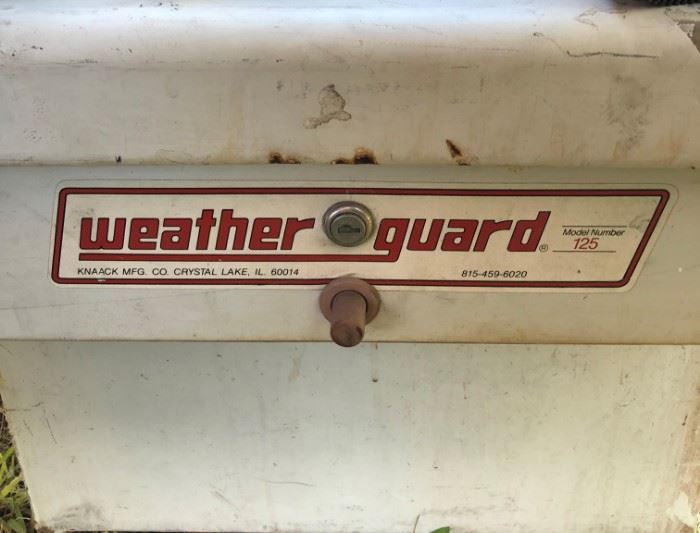 weather guard®
Model Number
125
KNAACK MFG. CO. CRYSTAL LAKE, IL. 60014 815-459-6020